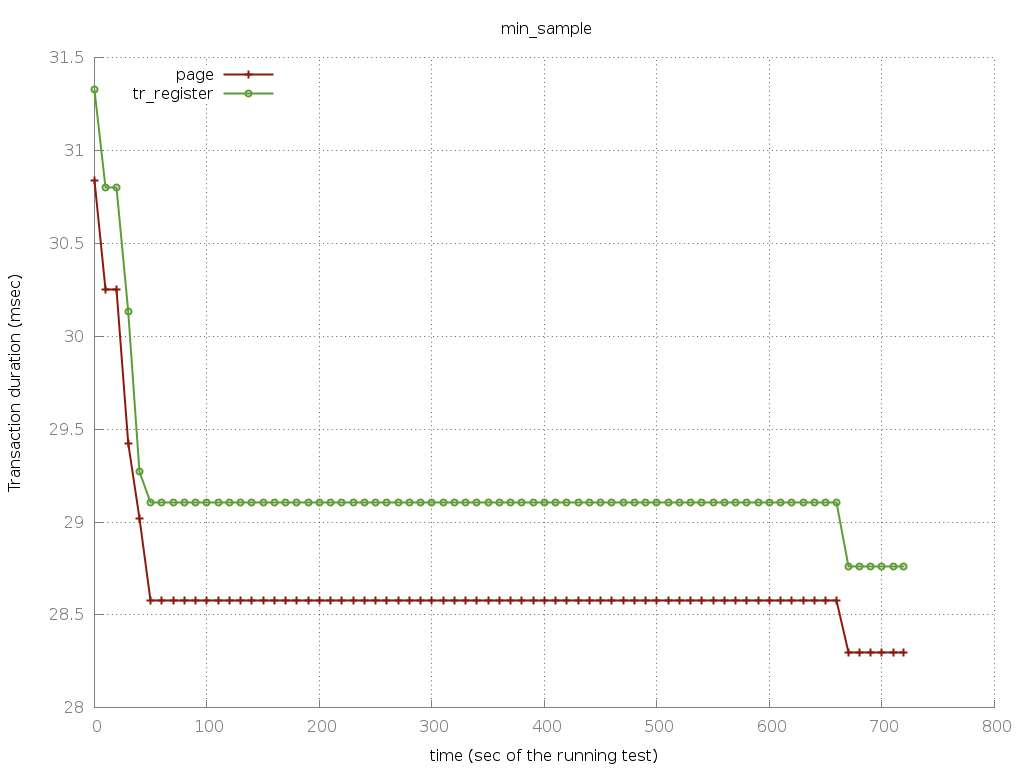 min_sample
31.5
31
30.5
30
29.5
29
28.5
28
page
tr_register
Transaction duration (msec)
0 100 200 300 400 500 600 700 800
time (sec of the running test)